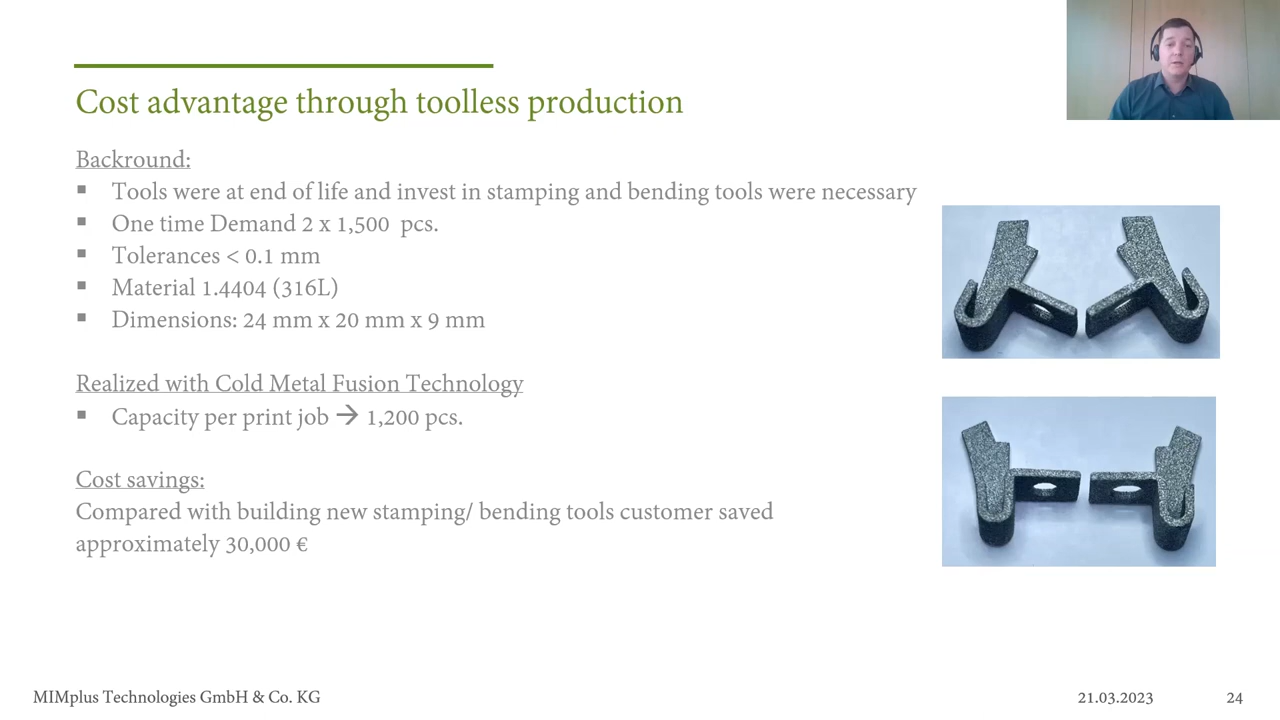 Cost advantage through toolless production
Backround:
▪ Tools were at end of life and invest in stamping and bending tools were necessary
▪ One time Demand 2 x 1,500 pcs.
▪ Tolerances < 0.1 mm
▪ Material 1.4404 (316L)
▪ Dimensions: 24 mm x 20 mm x 9 mm
Realized with Cold Metal Fusion Technology
▪ Capacity per print job → 1,200 pcs.
Cost savings:
Compared with building new stamping/ bending tools customer saved
approximately 30,000 €
MIMplus Technologies GmbH & Co. KG
21.03.2023
24